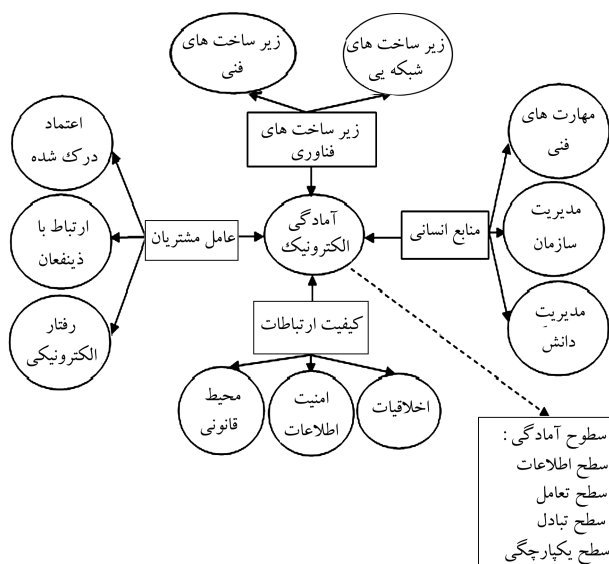 زیر ساخت های
شبکه یی
زیر ساخت های
فنی
زیر ساخت های
فناوری
مهارت های
فنی
مدیریت
سازمان
مدیریتِ
دانش
منابع انسانی
آمادگی
الکترونیک
عامل مشتریان
اعتماد
درک شده
ارتباط با
ذینفعان
رفتار
الکترونیکی
کیفیت ارتباطات
اخلاقیات
امنیت
اطلاعات
محیط
قانونی
سطوح آمادگی :
سطح اطلاعات
سطح تعامل
سطح تبادل
سطح یکپارچگی